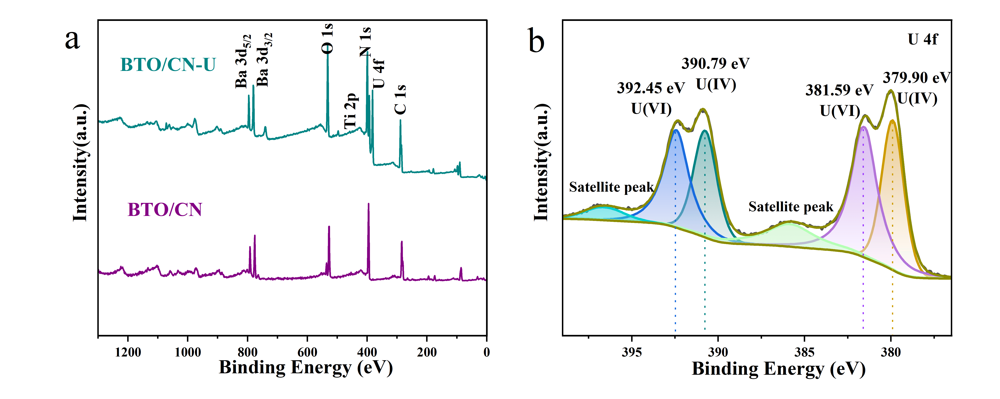 a
BTO/CN-U
Ba 3d5/2
Ba 3d3/2
O 1s
Ti 2p
N 1s
U 4f
C 1s
BTO/CN
Intensity(a.u.)
1200
1000
800
600
400
200
0
Binding Energy (eV)
b
U 4f
390.79 eV
U(IV)
392.45 eV
U(VI)
379.90 eV
U(IV)
381.59 eV
U(VI)
Satellite peak
Satellite peak
Intensity(a.u.)
395
390
385
380
Binding Energy (eV)